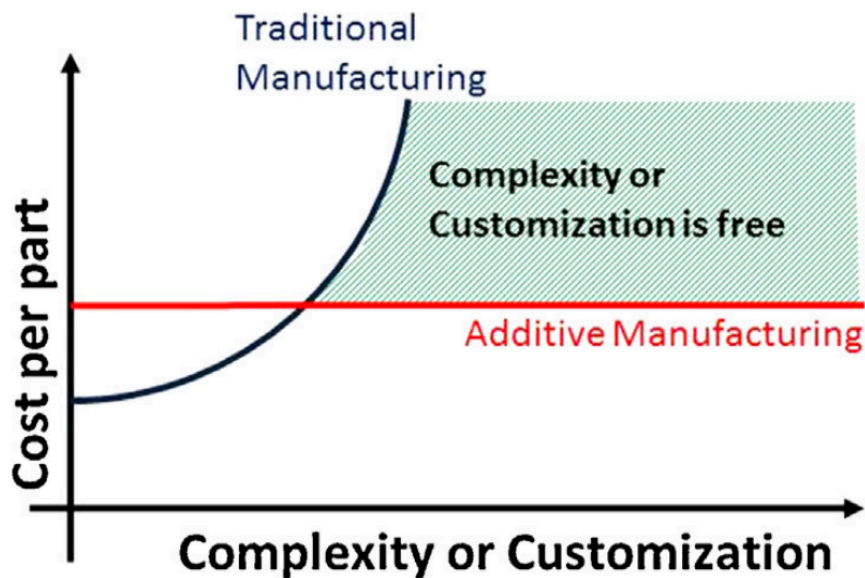 Traditional
Manufacturing
Complexity or
Customization is free
Additive Manufacturing
Cost per part
Complexity or Customization